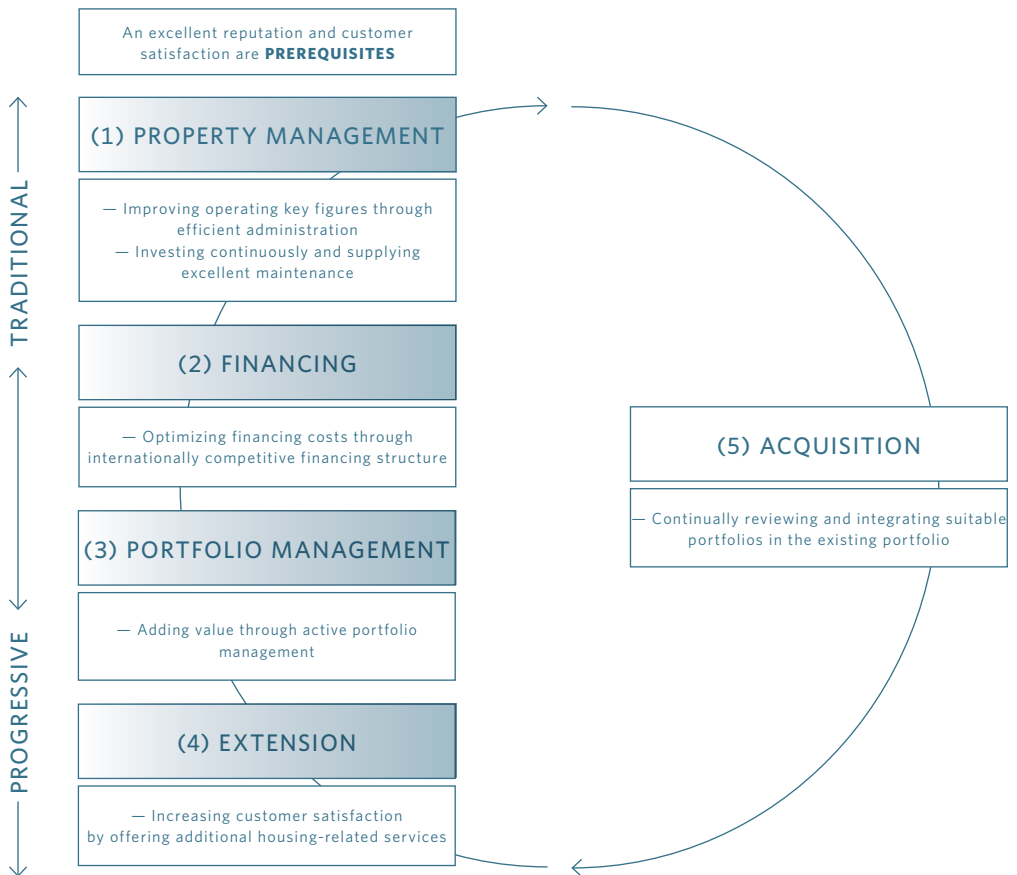 An excellent reputation and customer
satisfaction are PREREQUISITES
TRADITIONAL
(1) PROPERTY MANAGEMENT
— Improving operating key figures through
efficient administration
— Investing continuously and supplying
excellent maintenance
(2) FINANCING
— Optimizing financing costs through
internationally competitive financing structure
PROGRESSIVE
(3) PORTFOLIO MANAGEMENT
— Adding value through active portfolio
management
(4) EXTENSION
— Increasing customer satisfaction
by offering additional housing-related services
(5) ACQUISITION
— Continually reviewing and integrating suitable
portfolios in the existing portfolio